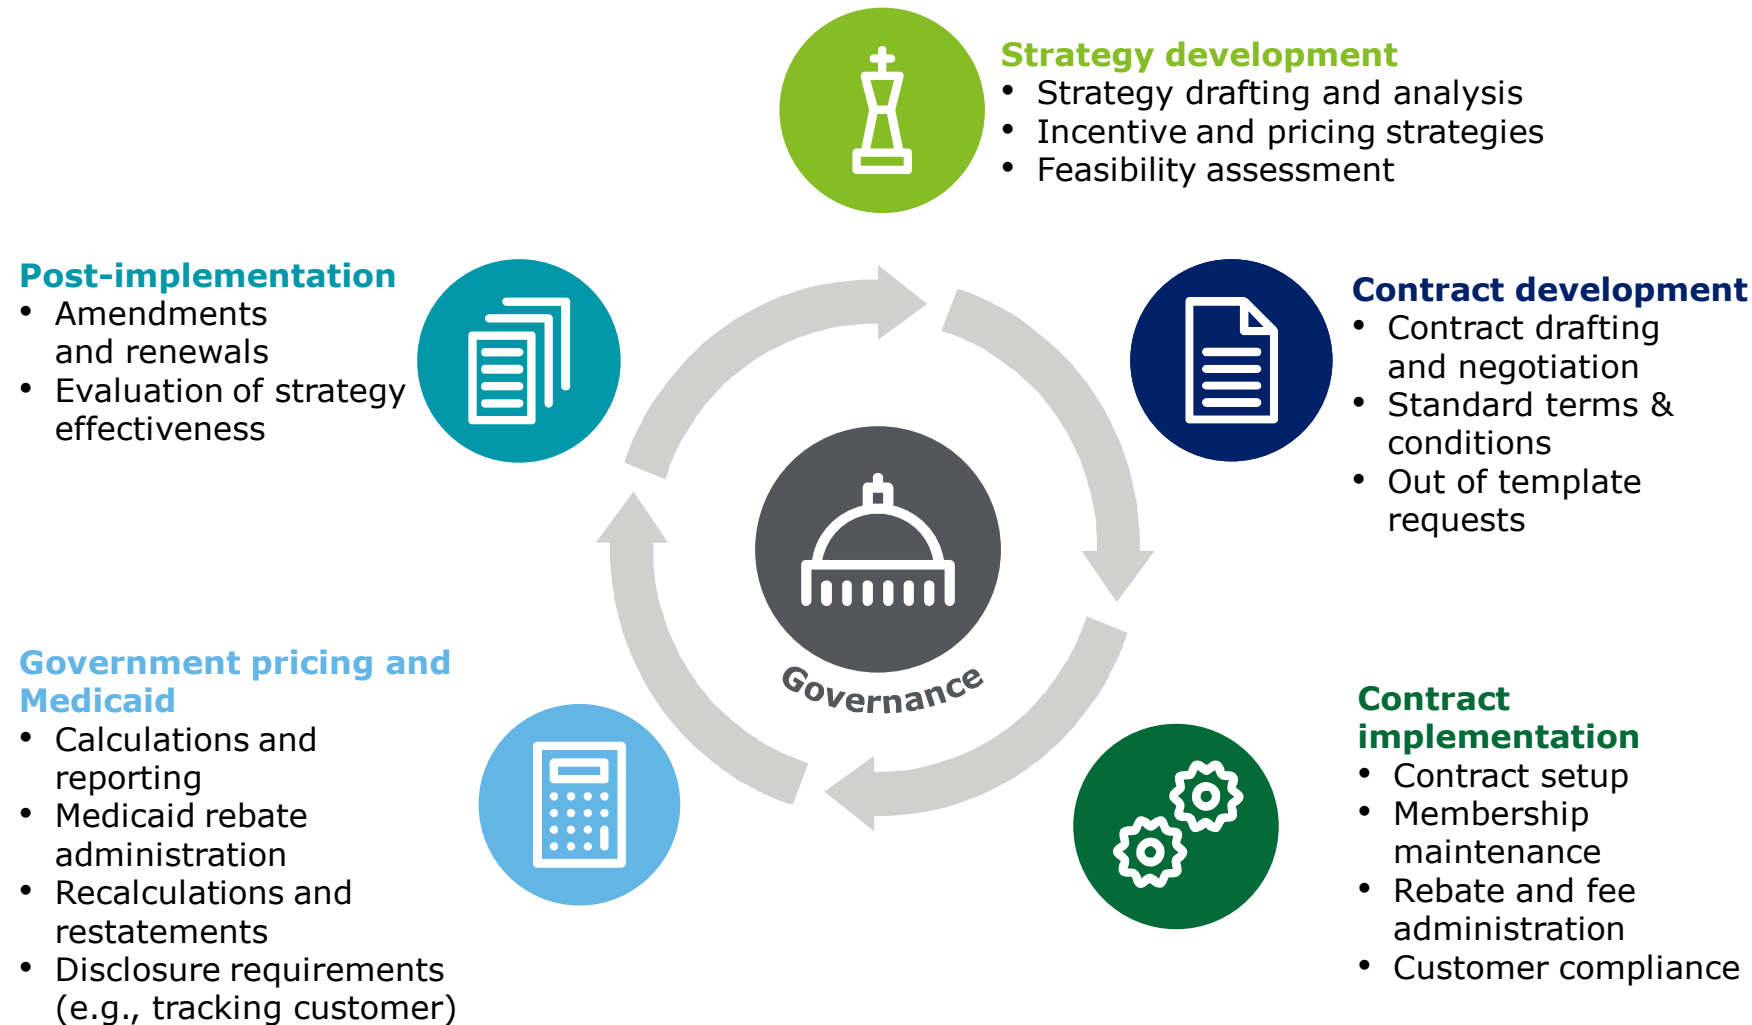 Strategy development
• Strategy drafting and analysis
• Incentive and pricing strategies
• Feasibility assessment
Contract development
• Contract drafting
and negotiation
• Standard terms &
conditions
• Out of template
requests
Contract
implementation
• Contract setup
• Membership
maintenance
• Rebate and fee
administration
• Customer compliance
Government pricing and
Medicaid
• Calculations and
reporting
• Medicaid rebate
administration
• Recalculations and
restatements
• Disclosure requirements
(e.g., tracking customer)
Post-implementation
• Amendments
and renewals
• Evaluation of strategy
effectiveness
Governance